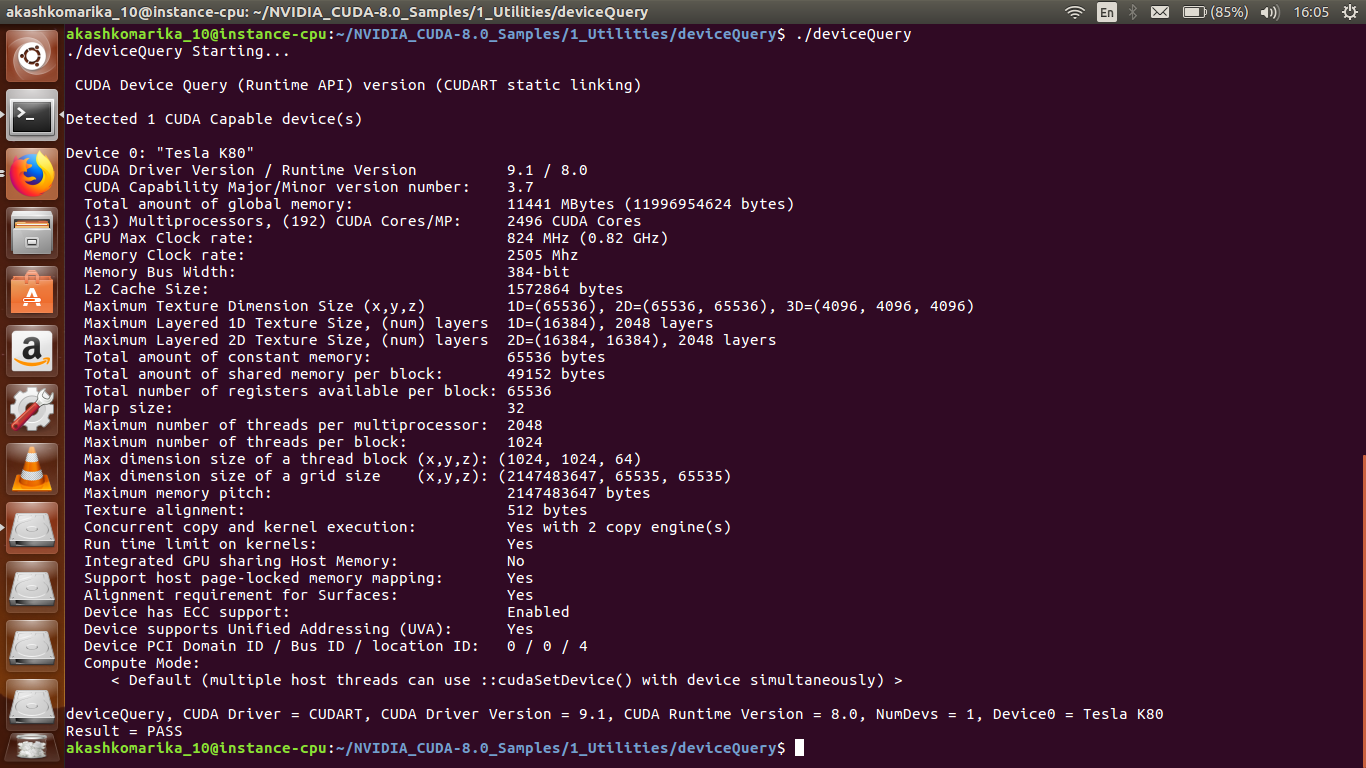 akashkomarika_10@instance-cpu: ~/NVIDIA_CUDA-8.0_Samples/1_Utilities/deviceQuery
En
(85%)
16:05
akashkomarika_10@instance-cpu:~/NVIDIA_CUDA-8.0_Samples/1_Utilities/deviceQuery$ ./deviceQuery
./deviceQuery Starting...
CUDA Device Query (Runtime API) version (CUDART static linking)
Detected 1 CUDA Capable device(s)
Device 0: "Tesla K80"
CUDA Driver Version / Runtime Version 9.1 / 8.0
CUDA Capability Major/Minor version number: 3.7
Total amount of global memory: 11441 MBytes (11996954624 bytes)
(13) Multiprocessors, (192) CUDA Cores/MP: 2496 CUDA Cores
GPU Max Clock rate: 824 MHz (0.82 GHz)
Memory Clock rate: 2505 Mhz
Memory Bus Width: 384-bit
L2 Cache Size: 1572864 bytes
Maximum Texture Dimension Size (x,y,z) 1D=(65536), 2D=(65536, 65536), 3D=(4096, 4096, 4096)
Maximum Layered 1D Texture Size, (num) layers 1D=(16384), 2048 layers
Maximum Layered 2D Texture Size, (num) layers 2D=(16384, 16384), 2048 layers
Total amount of constant memory: 65536 bytes
Total amount of shared memory per block: 49152 bytes
Total number of registers available per block: 65536
Warp size: 32
Maximum number of threads per multiprocessor: 2048
Maximum number of threads per block: 1024
Max dimension size of a thread block (x,y,z): (1024, 1024, 64)
Max dimension size of a grid size (x,y,z): (2147483647, 65535, 65535)
Maximum memory pitch: 2147483647 bytes
Texture alignment: 512 bytes
Concurrent copy and kernel execution: Yes with 2 copy engine(s)
Run time limit on kernels: Yes
Integrated GPU sharing Host Memory: No
Support host page-locked memory mapping: Yes
Alignment requirement for Surfaces: Yes
Device has ECC support: Enabled
Device supports Unified Addressing (UVA): Yes
Device PCI Domain ID / Bus ID / location ID: 0 / 0 / 4
Compute Mode:
< Default (multiple host threads can use ::cudaSetDevice() with device simultaneously) >
deviceQuery, CUDA Driver = CUDART, CUDA Driver Version = 9.1, CUDA Runtime Version = 8.0, NumDevs = 1, Device0 = Tesla K80
Result = PASS
akashkomarika_10@instance-cpu:~/NVIDIA_CUDA-8.0_Samples/1_Utilities/deviceQuery$